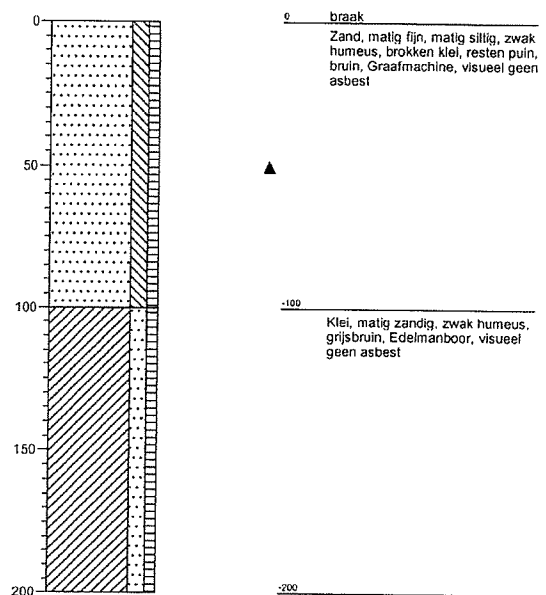 0
0 braak
Zand, matig fijn, matig siltig, zwak
humeus, brokken klei, resten puin,
bruin, Graafmachine, visueel geen
asbest
50
100
-100
Klei, matig zandig, zwak humeus,
grijsbruin, Edelmanboor, visueel
geen asbest
150
200
-200